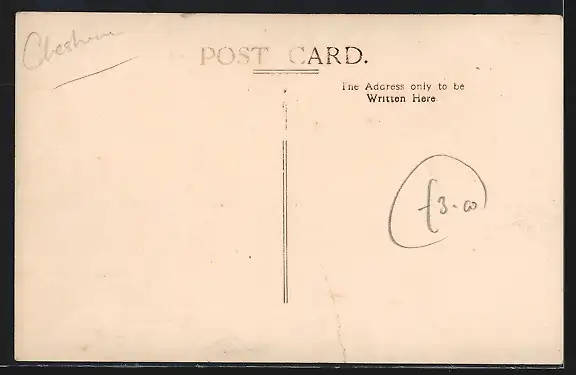 Cheshire
POST CARD.
The Address only to be
Written Here
£3-00